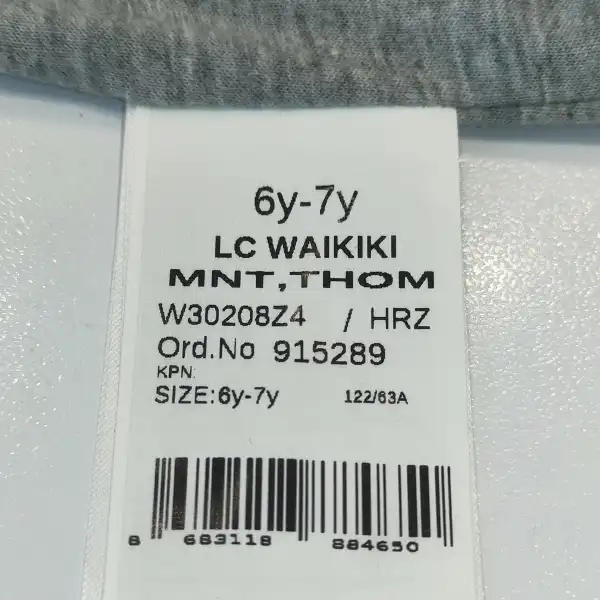 6y-7y
LC WAIKIKI
MNT,THOM
W30208Z4 / HRZ
Ord.No 915289
KPN:
SIZE:6y-7y 122/63A
8 683118 884650